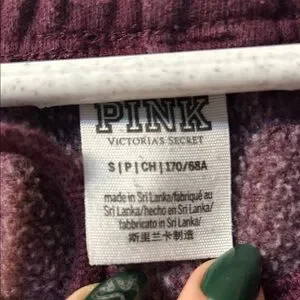 PINK
VICTORIA'S SECRET
S | P | CH | 170/68A
made in Sri Lanka/fabriqué au
Sri Lanka/hecho en Sri Lanka/
fabbricato in Sri Lanka/
斯里兰卡制造